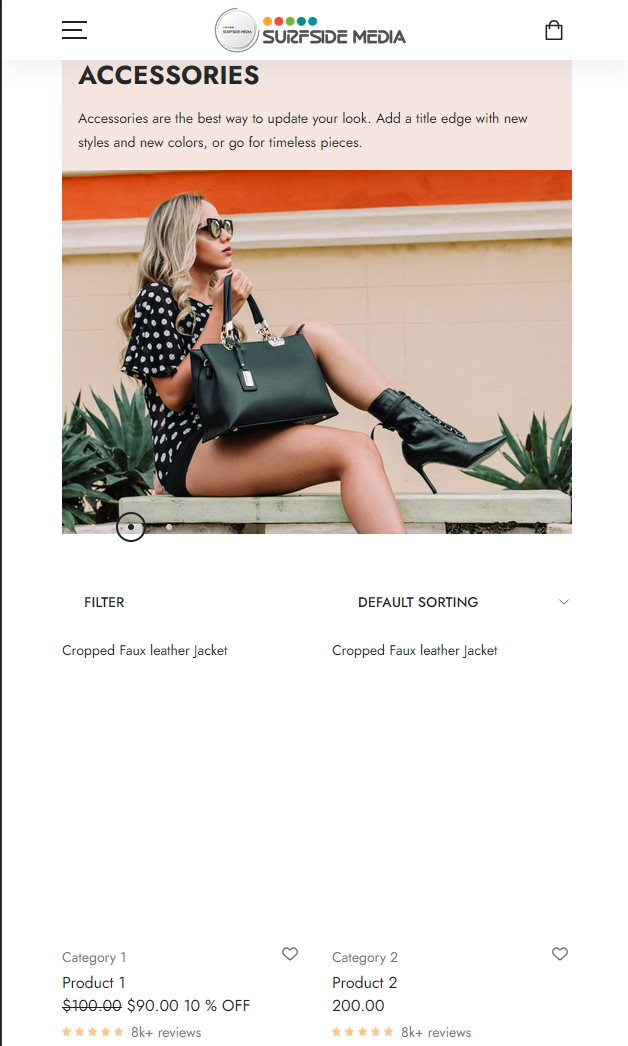 SURFSIDE MEDIA
SURFSIDE MEDIA
ACCESSORIES
Accessories are the best way to update your look. Add a title edge with new
styles and new colors, or go for timeless pieces.
FILTER
DEFAULT SORTING
Cropped Faux leather Jacket
Cropped Faux leather Jacket
Category 1
Product 1
$100.00 $90.00 10 % OFF
8k+ reviews
Category 2
Product 2
200.00
8k+ reviews